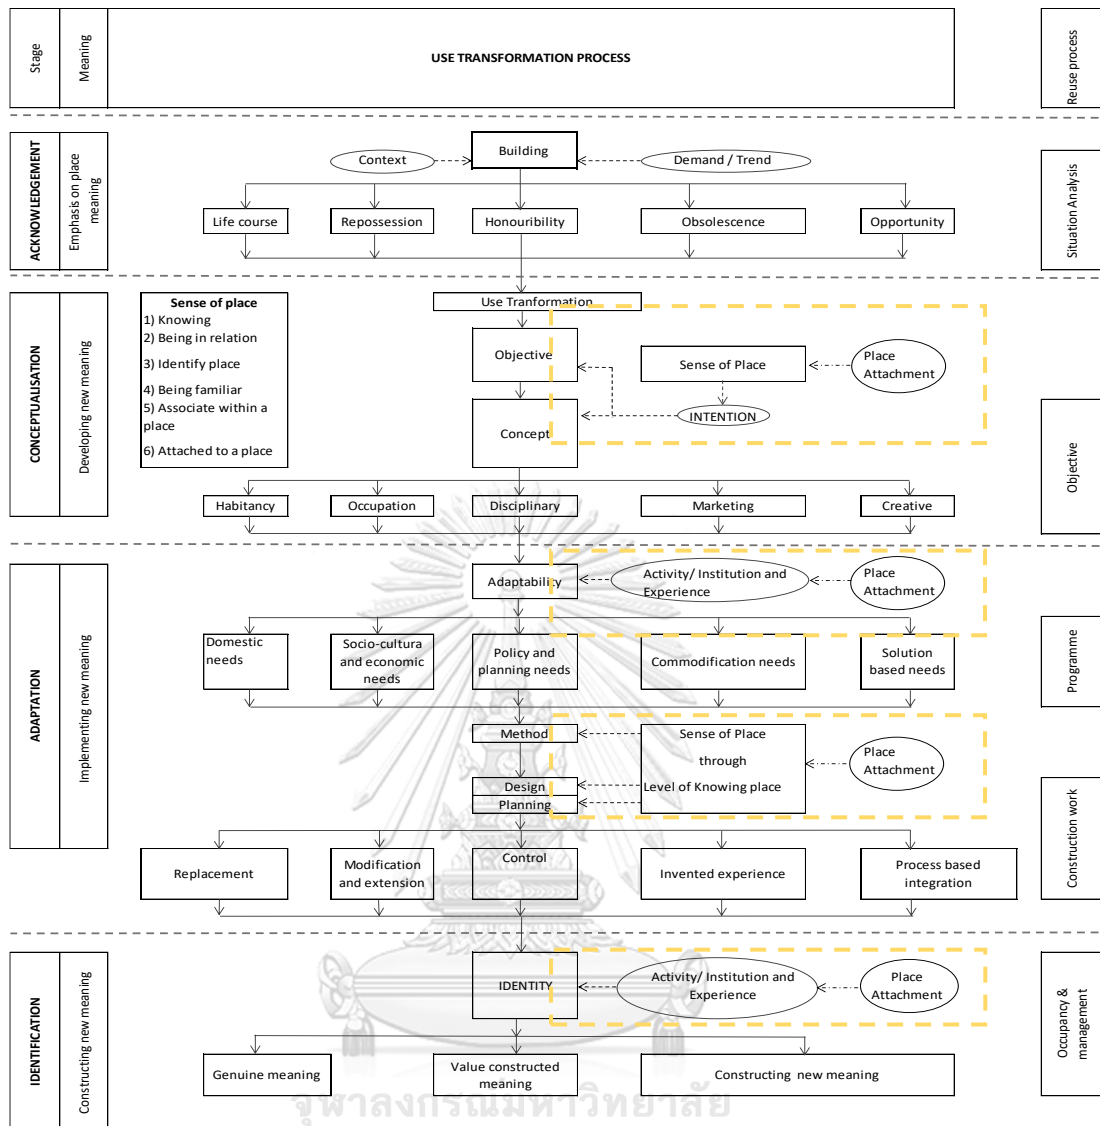 Stage
Meaning
USE TRANSFORMATION PROCESS
Reuse process
ACKNOWLEDGEMENT
Emphasis on place
meaning
Situation Analysis
Context
Building
Demand / Trend
Life course
Repossession
Honouribility
Obsolescence
Opportunity
CONCEPTUALISATION
Developing new meaning
Objective
Sense of place
1) Knowing
2) Being in relation
3) Identify place
4) Being familiar
5) Associate within a
place
6) Attached to a place
Use Tranformation
Objective
Sense of Place
Place
Attachment
INTENTION
Concept
Habitancy
Occupation
Disciplinary
Marketing
Creative
ADAPTATION
Implementing new meaning
Programme
Construction work
Adaptability
Activity/ Institution and
Experience
Place
Attachment
Domestic
needs
Socio-cultura
and economic
needs
Policy and
planning needs
Commodification needs
Solution
based needs
Method
Design
Planning
Sense of Place
through
Level of Knowing place
Place
Attachment
Replacement
Modification
and extension
Control
Invented experience
Process based
integration
IDENTIFICATION
Constructing new meaning
Occupancy &
management
IDENTITY
Activity/ Institution and
Experience
Place
Attachment
Genuine meaning
Value constructed
meaning
Constructing new meaning
จุฬาลงกรณ์มหาวิทยาลัย